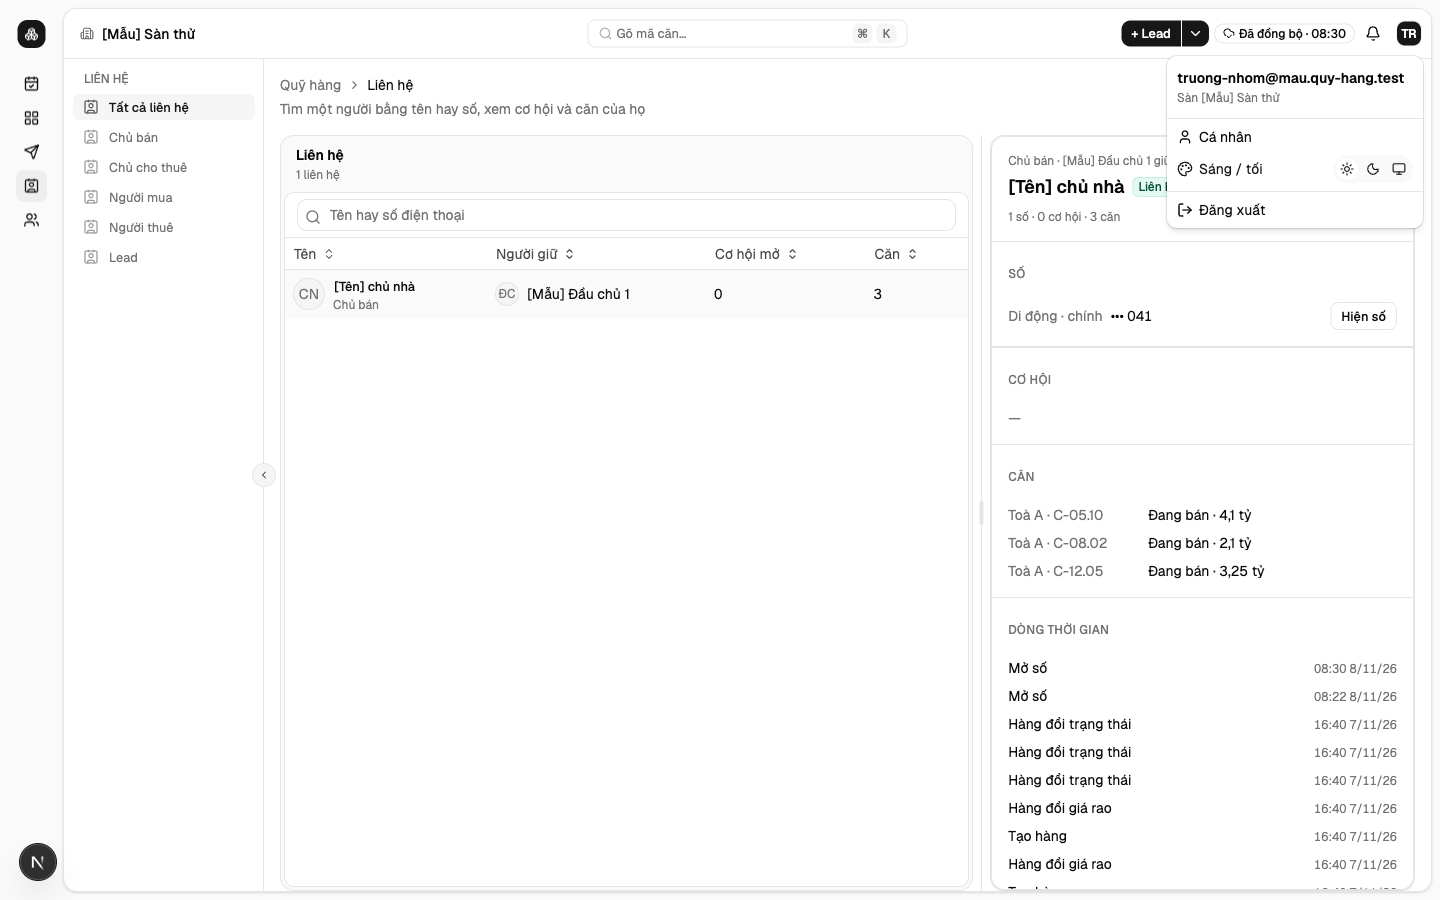 [Mẫu] Sàn thử
Gõ mã căn...
⌘ K
+ Lead
Đã đồng bộ · 08:30
TR
LIÊN HỆ
Tất cả liên hệ
Chủ bán
Chủ cho thuê
Người mua
Người thuê
Lead
N
Quỹ hàng > Liên hệ
Tìm một người bằng tên hay số, xem cơ hội và căn của họ
Liên hệ
1 liên hệ
Tên hay số điện thoại
Tên Người giữ Cơ hội mở Căn
CN [Tên] chủ nhà ĐC [Mẫu] Đầu chủ 1 0 3
Chủ bán
truong-nhom@mau.quy-hang.test
Sàn [Mẫu] Sàn thử
Cá nhân
Sáng / tối
Đăng xuất
Chủ bán · [Mẫu] Đầu chủ 1
[Tên] chủ nhà Liên
1 số · 0 cơ hội · 3 căn
SỐ
Di động · chính ••• 041 Hiện số
CƠ HỘI
—
CĂN
Toà A · C-05.10 Đang bán · 4,1 tỷ
Toà A · C-08.02 Đang bán · 2,1 tỷ
Toà A · C-12.05 Đang bán · 3,25 tỷ
DÒNG THỜI GIAN
Mở số 08:30 8/11/26
Mở số 08:22 8/11/26
Hàng đổi trạng thái 16:40 7/11/26
Hàng đổi trạng thái 16:40 7/11/26
Hàng đổi trạng thái 16:40 7/11/26
Hàng đổi giá rao 16:40 7/11/26
Tạo hàng 16:40 7/11/26
Hàng đổi giá rao 16:40 7/11/26